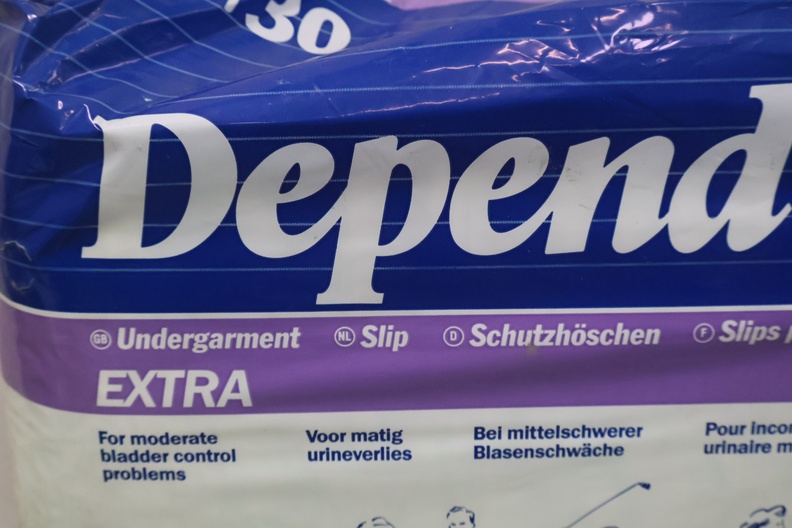 30
Depend
GB Undergarment NL Slip D Schutzhöschen F Slips
EXTRA
For moderate
bladder control
problems
Voor matig
urineverlies
Bei mittelschwerer
Blasenschwäche
Pour
urinaire